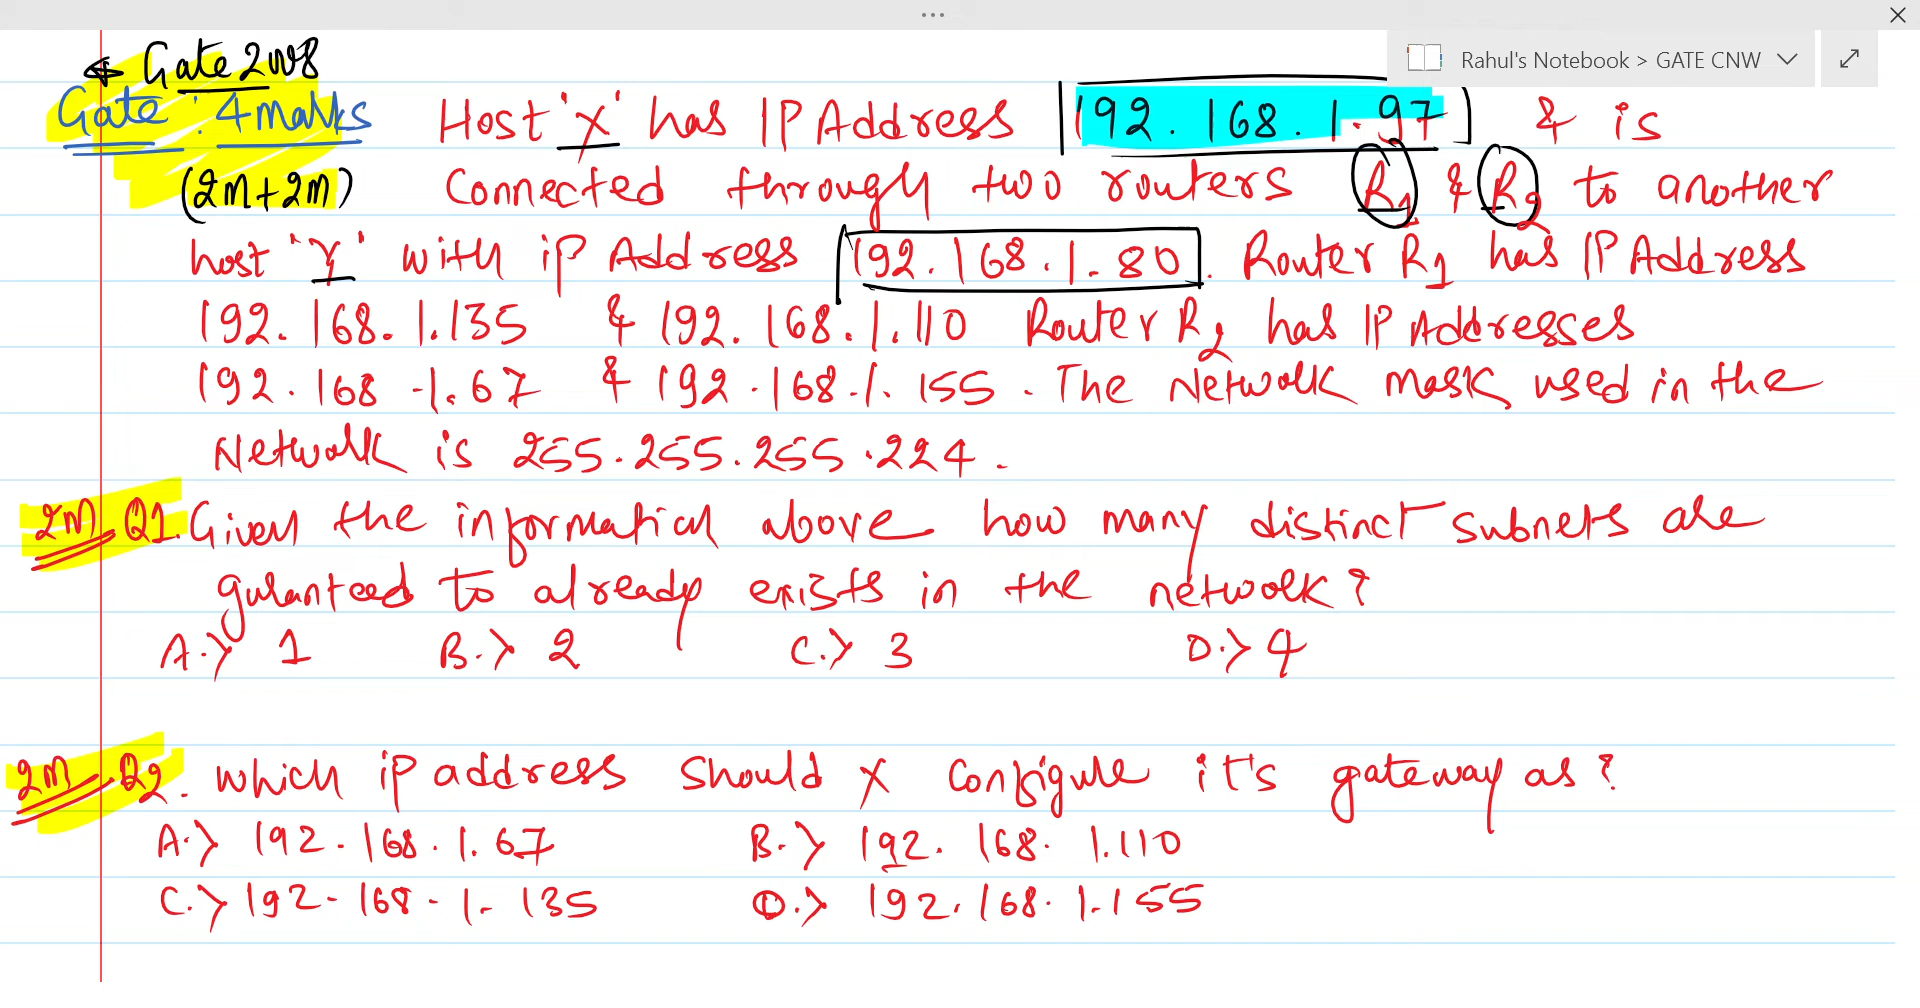 Rahul's Notebook > GATE CNW
Gate 2008
Gate : 4 marks Host 'X' has IP Address 192.168.1.97 & is
(2m+2m) Connected through two routers R1 & R2 to another
host 'Y' with ip Address 192.168.1.80. Router R1 has IP Address
192.168.1.135 & 192.168.1.110 Router R2 has IP Addresses
192.168.1.67 & 192.168.1.155. The Network mask used in the
Network is 255.255.255.224.
2M Q1. Given the information above how many distinct subnets are
guranteed to already exists in the network?
A.> 1 B.> 2 C.> 3 D.> 4
2M Q2. which ip address should X configure it's gateway as?
A.> 192.168.1.67 B.> 192.168.1.110
C.> 192.168.1.135 D.> 192.168.1.155